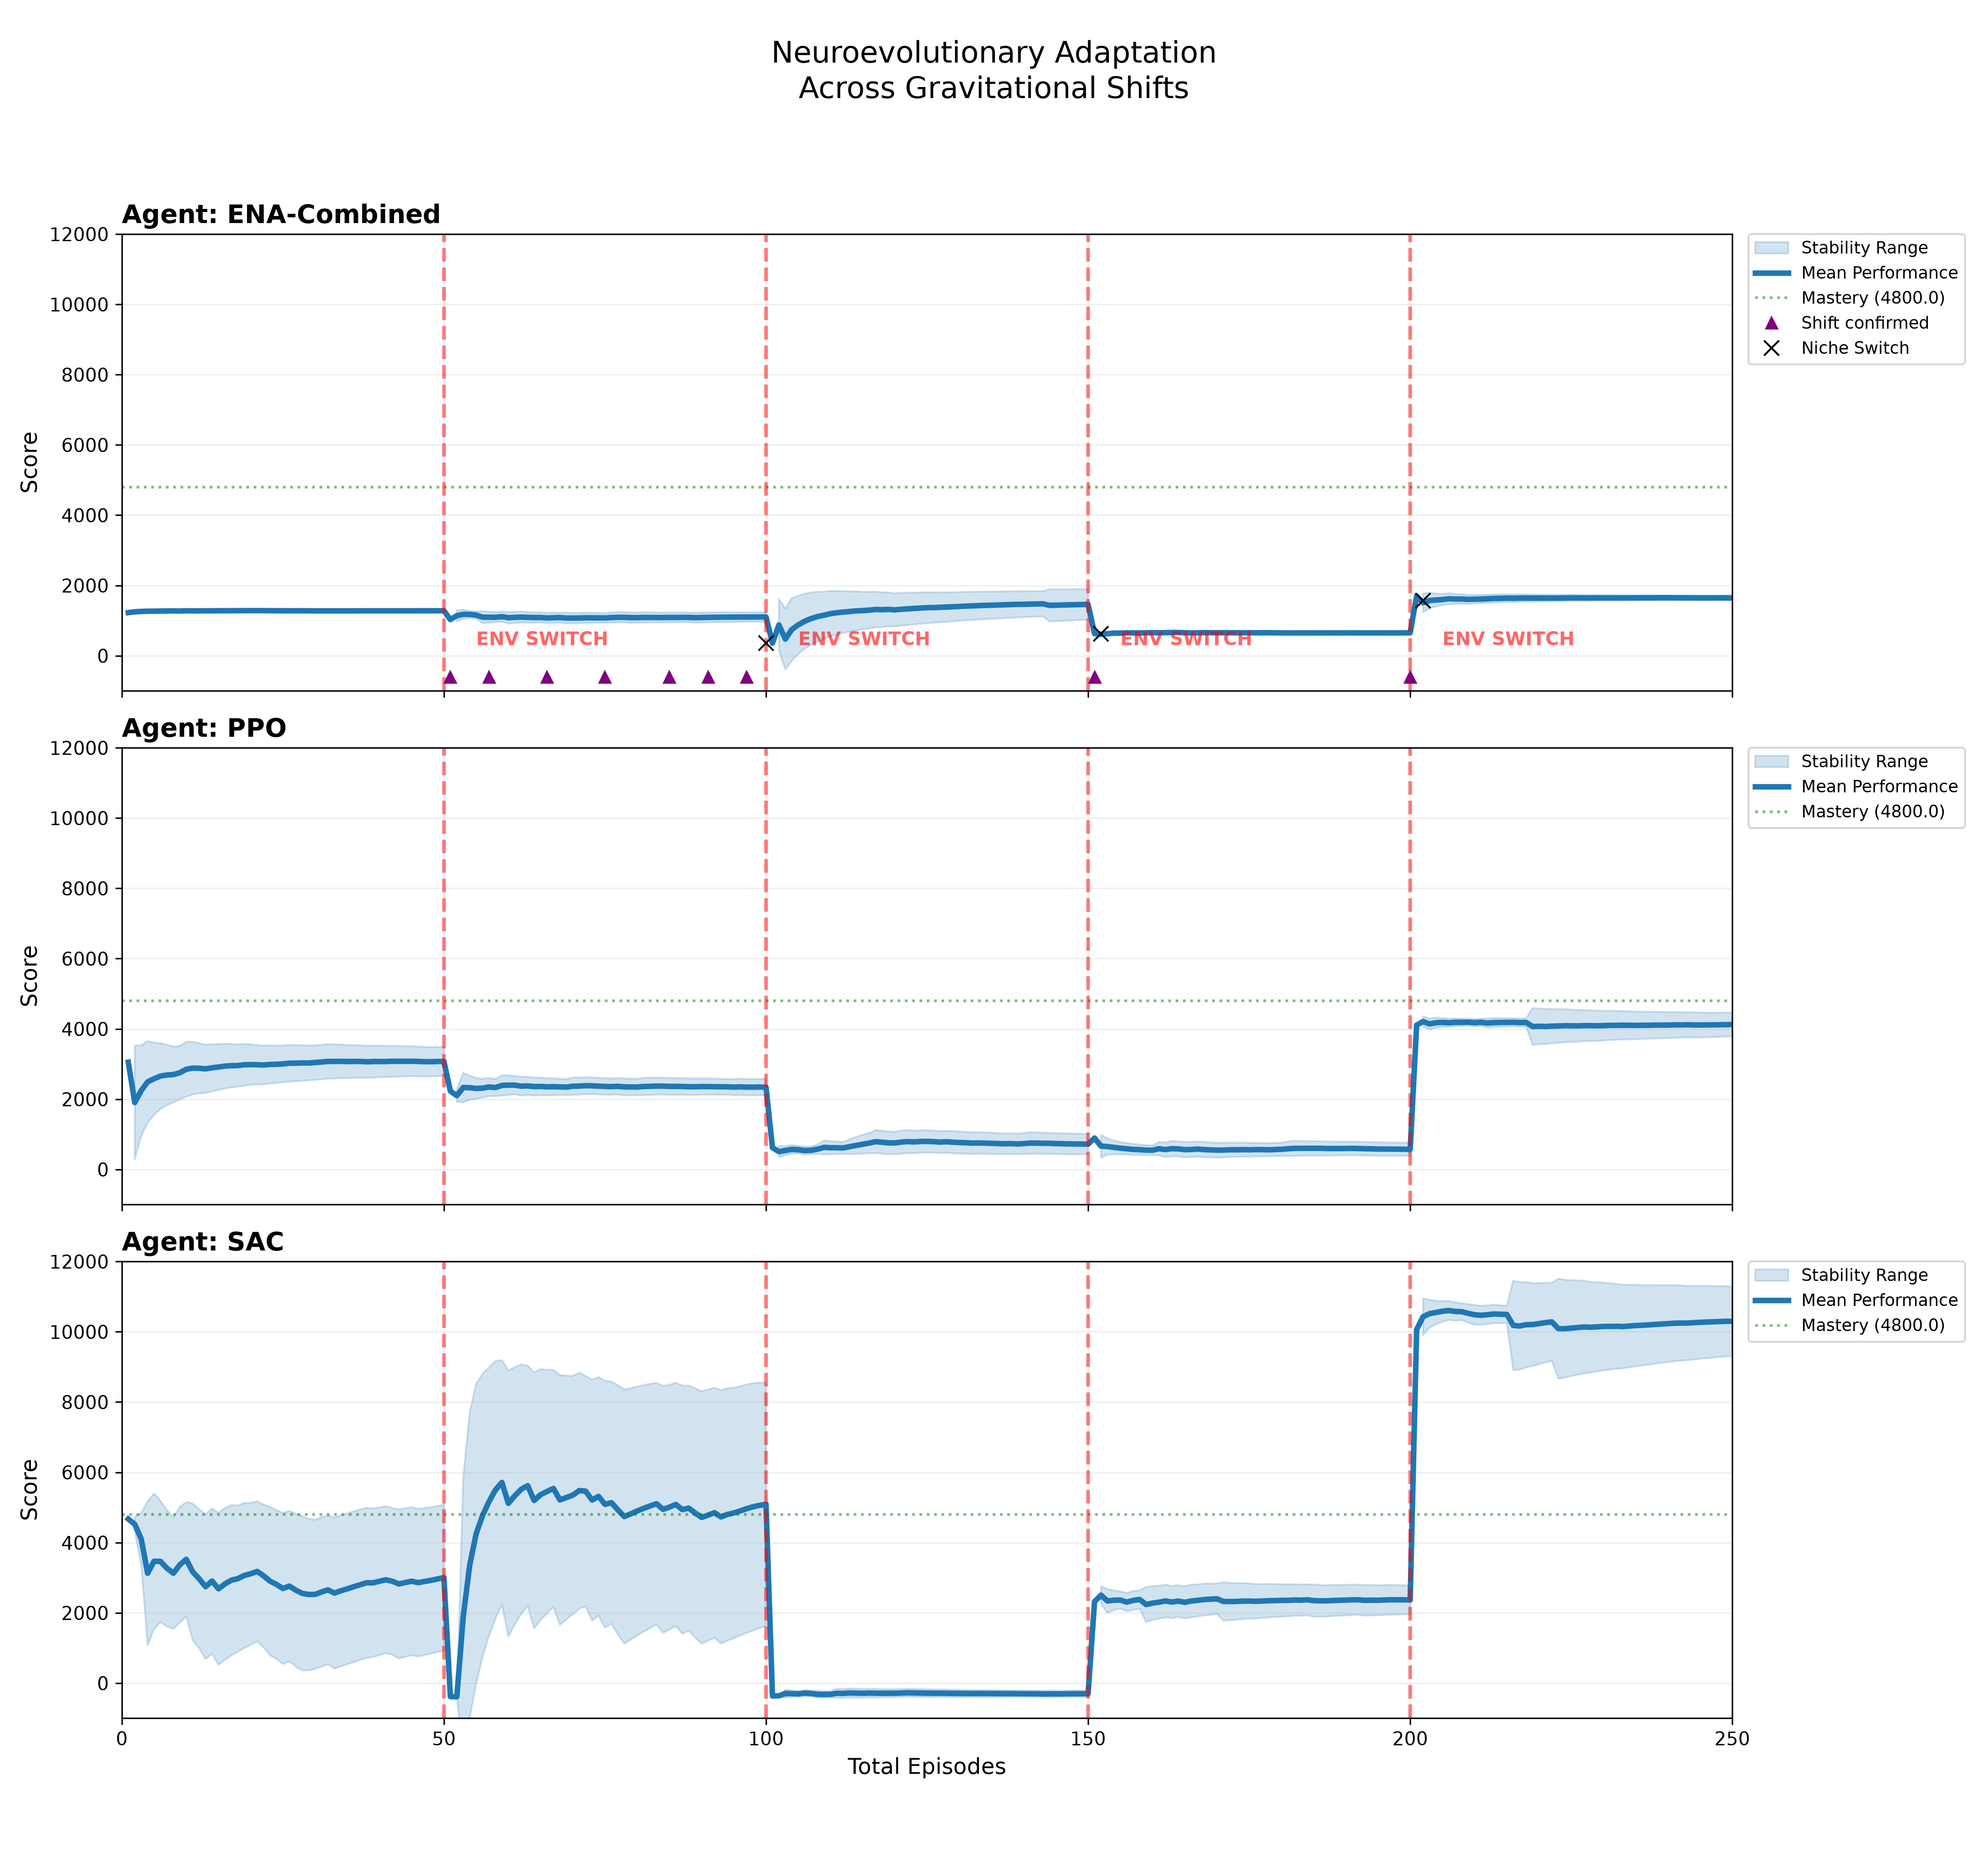 Neuroevolutionary Adaptation
Across Gravitational Shifts
Agent: ENA-Combined
12000
10000
8000
6000
4000
2000
0
Score
ENV SWITCH
ENV SWITCH
ENV SWITCH
ENV SWITCH
Stability Range
Mean Performance
Mastery (4800.0)
Shift confirmed
Niche Switch
Agent: PPO
12000
10000
8000
6000
4000
2000
0
Score
Stability Range
Mean Performance
Mastery (4800.0)
Agent: SAC
12000
10000
8000
6000
4000
2000
0
Score
Stability Range
Mean Performance
Mastery (4800.0)
0 50 100 150 200 250
Total Episodes